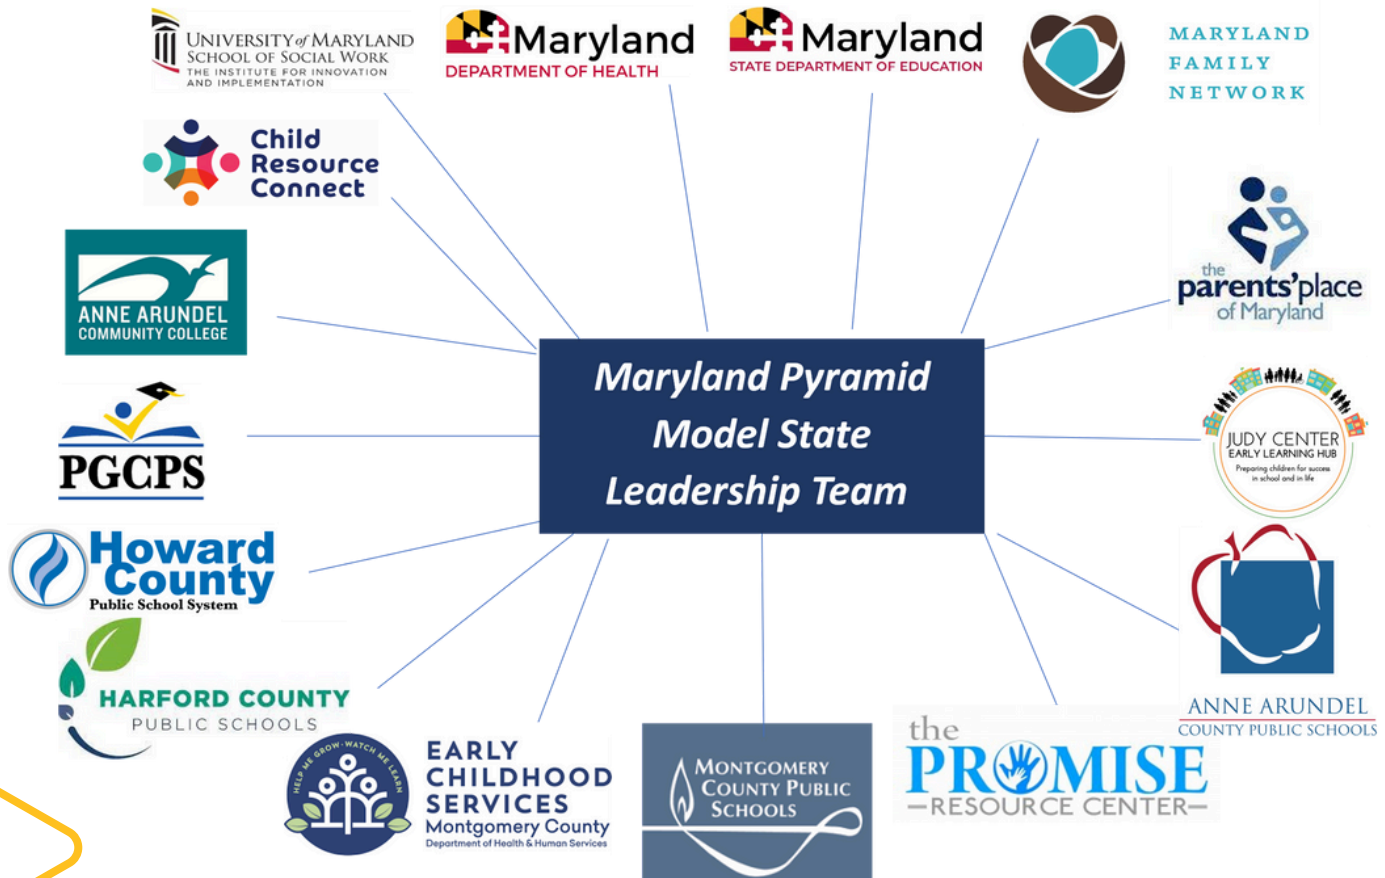 UNIVERSITY of MARYLAND
SCHOOL OF SOCIAL WORK
THE INSTITUTE FOR INNOVATION
AND IMPLEMENTATION
Maryland
DEPARTMENT OF HEALTH
Maryland
STATE DEPARTMENT OF EDUCATION
MARYLAND
FAMILY
NETWORK
Child
Resource
Connect
the
parents'place
of Maryland
ANNE ARUNDEL
COMMUNITY COLLEGE
Maryland Pyramid
Model State
Leadership Team
JUDY CENTER
EARLY LEARNING HUB
Preparing children for success
in school and in life
PGCPS
Howard
County
Public School System
ANNE ARUNDEL
COUNTY PUBLIC SCHOOLS
HARFORD COUNTY
PUBLIC SCHOOLS
HELP ME GROW · WATCH ME LEARN
EARLY
CHILDHOOD
SERVICES
Montgomery County
Department of Health & Human Services
MONTGOMERY
COUNTY PUBLIC
SCHOOLS
the
PROMISE
RESOURCE CENTER